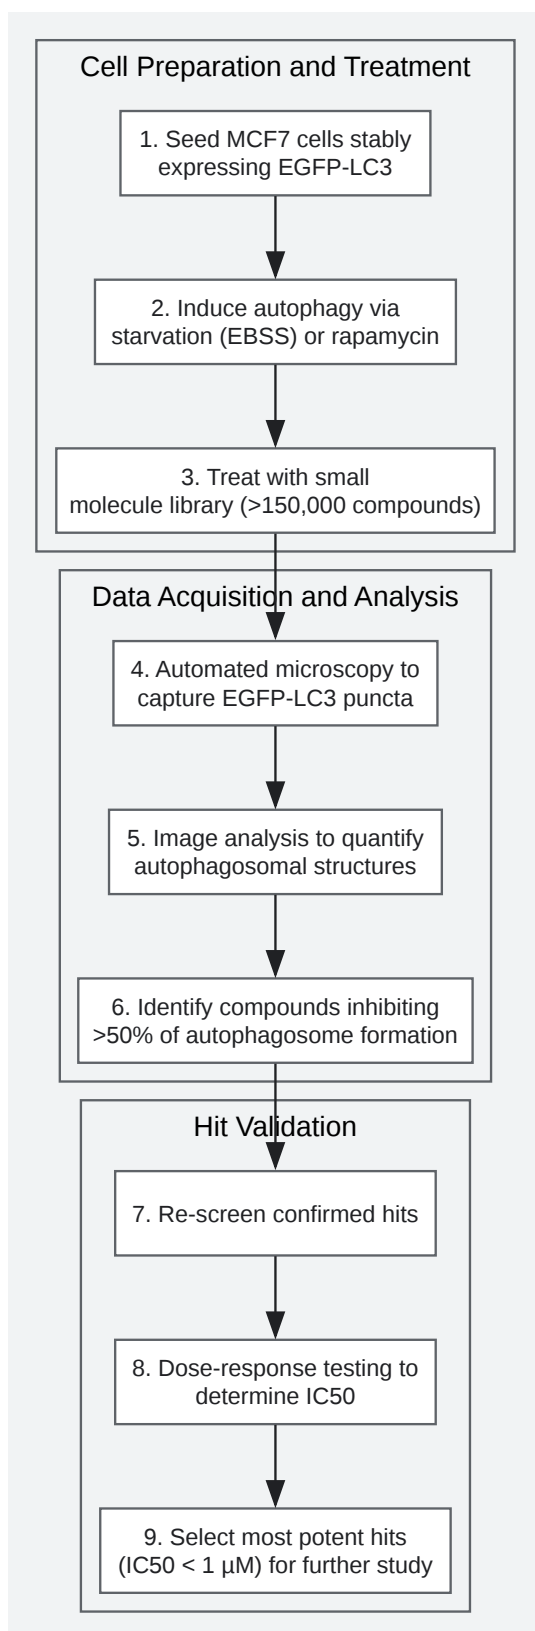 Cell Preparation and Treatment
1. Seed MCF7 cells stably
expressing EGFP-LC3
2. Induce autophagy via
starvation (EBSS) or rapamycin
3. Treat with small
molecule library (>150,000 compounds)
Data Acquisition and Analysis
4. Automated microscopy to
capture EGFP-LC3 puncta
5. Image analysis to quantify
autophagosomal structures
6. Identify compounds inhibiting
>50% of autophagosome formation
Hit Validation
7. Re-screen confirmed hits
8. Dose-response testing to
determine IC50
9. Select most potent hits
(IC50 < 1 µM) for further study